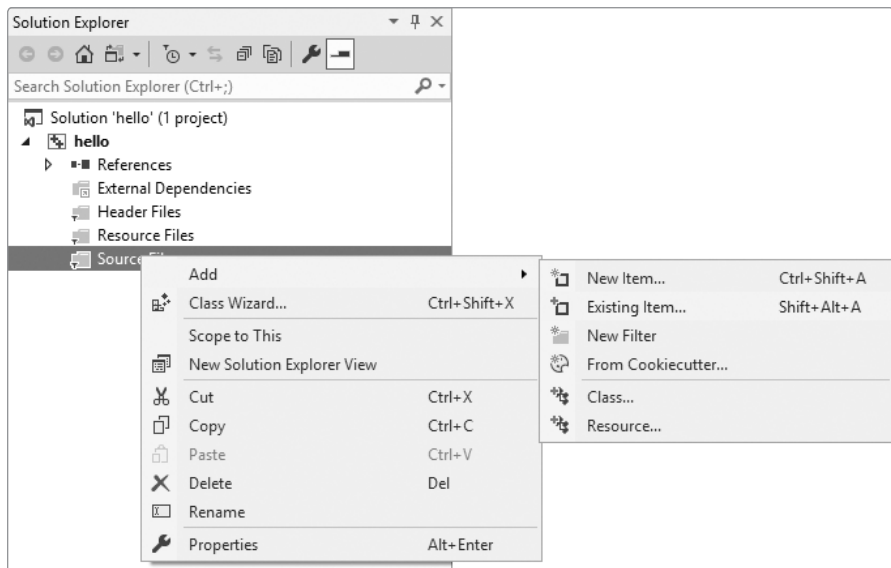 Solution Explorer
Search Solution Explorer (Ctrl+;)
Solution 'hello' (1 project)
hello
References
External Dependencies
Header Files
Resource Files
Source
Add
Class Wizard... Ctrl+Shift+X
Scope to This
New Solution Explorer View
Cut Ctrl+X
Copy Ctrl+C
Paste Ctrl+V
Delete Del
Rename
Properties Alt+Enter
New Item... Ctrl+Shift+A
Existing Item... Shift+Alt+A
New Filter
From Cookiecutter...
Class...
Resource...